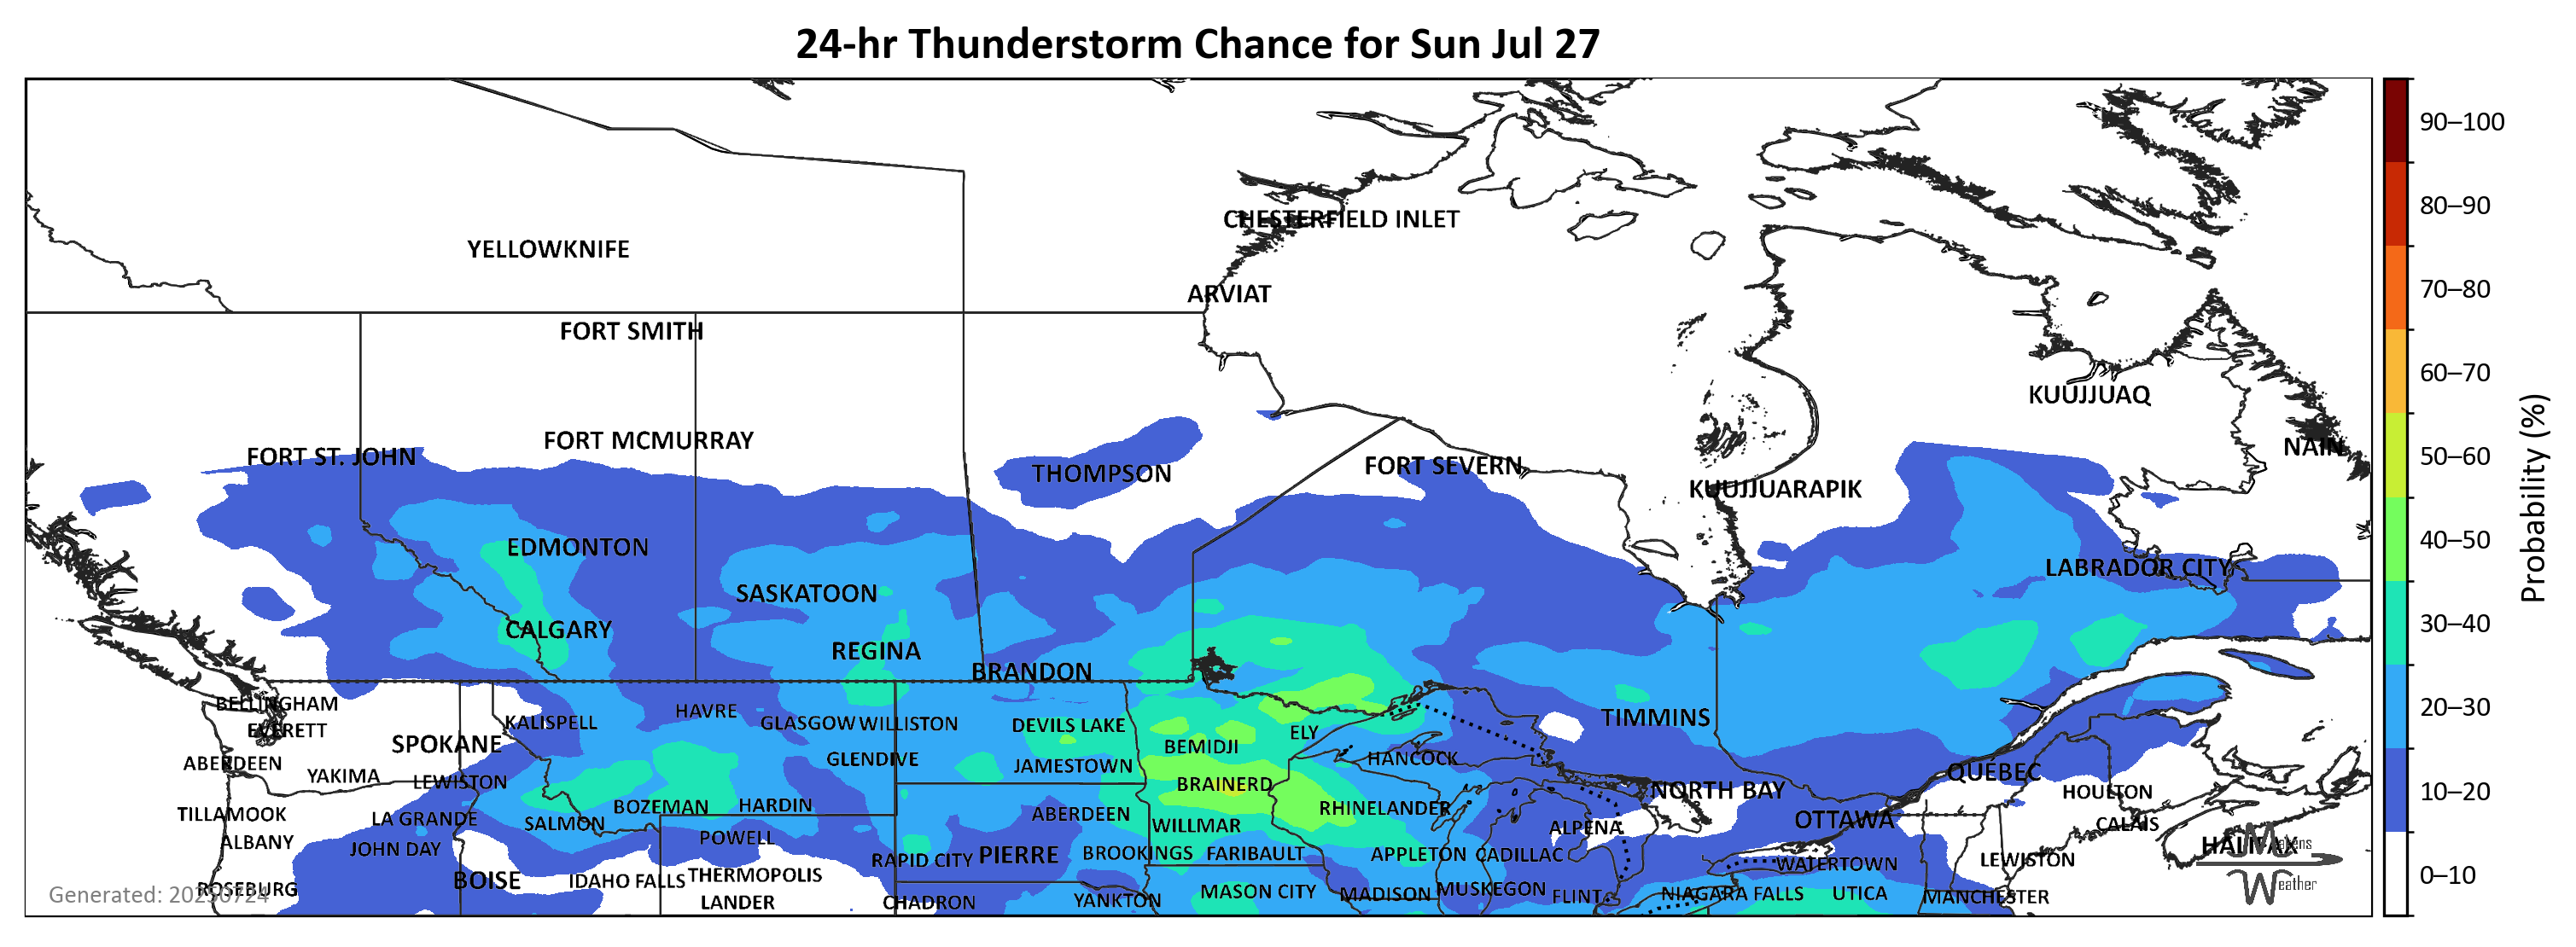 24-hr Thunderstorm Chance for Sun Jul 27
90–100
80–90
CHESTERFIELD INLET
YELLOWKNIFE
70–80
ARVIAT
FORT SMITH
60–70
KUUJJUAQ
FORT MCMURRAY
NAIN
50–60
FORT ST. JOHN
FORT SEVERN
THOMPSON
KUUJJUARAPIK
Probability (%)
EDMONTON
40–50
LABRADOR CITY
SASKATOON
CALGARY
30–40
REGINA
BRANDON
BELLINGHAM
HAVRE
20–30
TIMMINS
KALISPELL
GLASGOW
WILLISTON
DEVILS LAKE
EVERETT
ELY
SPOKANE
BEMIDJI
GLENDIVE
HANCOCK
ABERDEEN
JAMESTOWN
QUÉBEC
YAKIMA
LEWISTON
BRAINERD
NORTH BAY
HOULTON
10–20
BOZEMAN
HARDIN
RHINELANDER
TILLAMOOK
ABERDEEN
LA GRANDE
OTTAWA
SALMON
WILLMAR
ALPENA
CALAIS
POWELL
ALBANY
HALIFAX
Makens
JOHN DAY
BROOKINGS
FARIBAULT
APPLETON
CADILLAC
PIERRE
RAPID CITY
LEWISTON
WATERTOWN
THERMOPOLIS
0–10
BOISE
IDAHO FALLS
Weather
ROSEBURG
MUSKEGON
MASON CITY
MADISON
NIAGARA FALLS
UTICA
Generated: 20250724
FLINT
MANCHESTER
YANKTON
LANDER
CHADRON